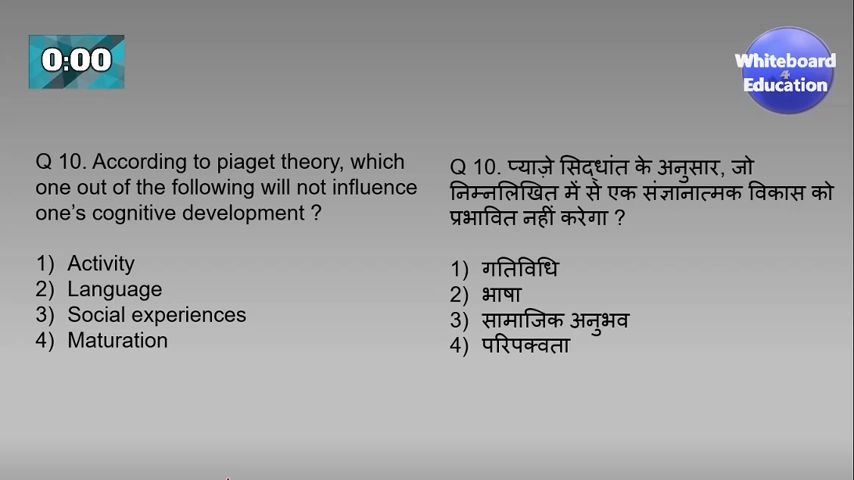 0:00
Whiteboard
4
Education
Q 10. According to piaget theory, which
one out of the following will not influence
one's cognitive development ?
1) Activity
2) Language
3) Social experiences
4) Maturation
Q 10. प्याज़े सिद्धांत के अनुसार, जो
निम्नलिखित में से एक संज्ञानात्मक विकास को
प्रभावित नहीं करेगा ?
1) गतिविधि
2) भाषा
3) सामाजिक अनुभव
4) परिपक्वता